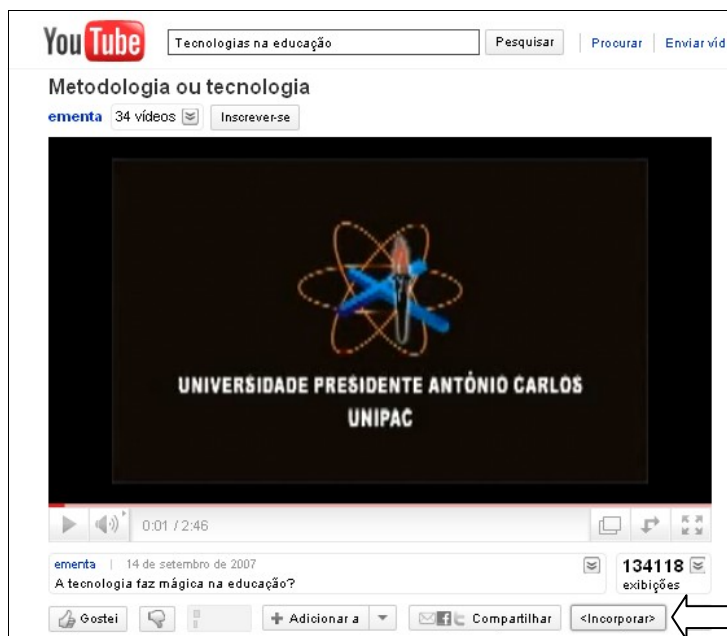 YouTube Tecnologias na educação Pesquisar Procurar Enviar víd
Metodologia ou tecnologia
ementa 34 vídeos Inscrever-se
UNIVERSIDADE PRESIDENTE ANTÔNIO CARLOS
UNIPAC
0:01 / 2:46
ementa | 14 de setembro de 2007 134118
A tecnologia faz mágica na educação? exibições
Gostei + Adicionar a Compartilhar <Incorporar>